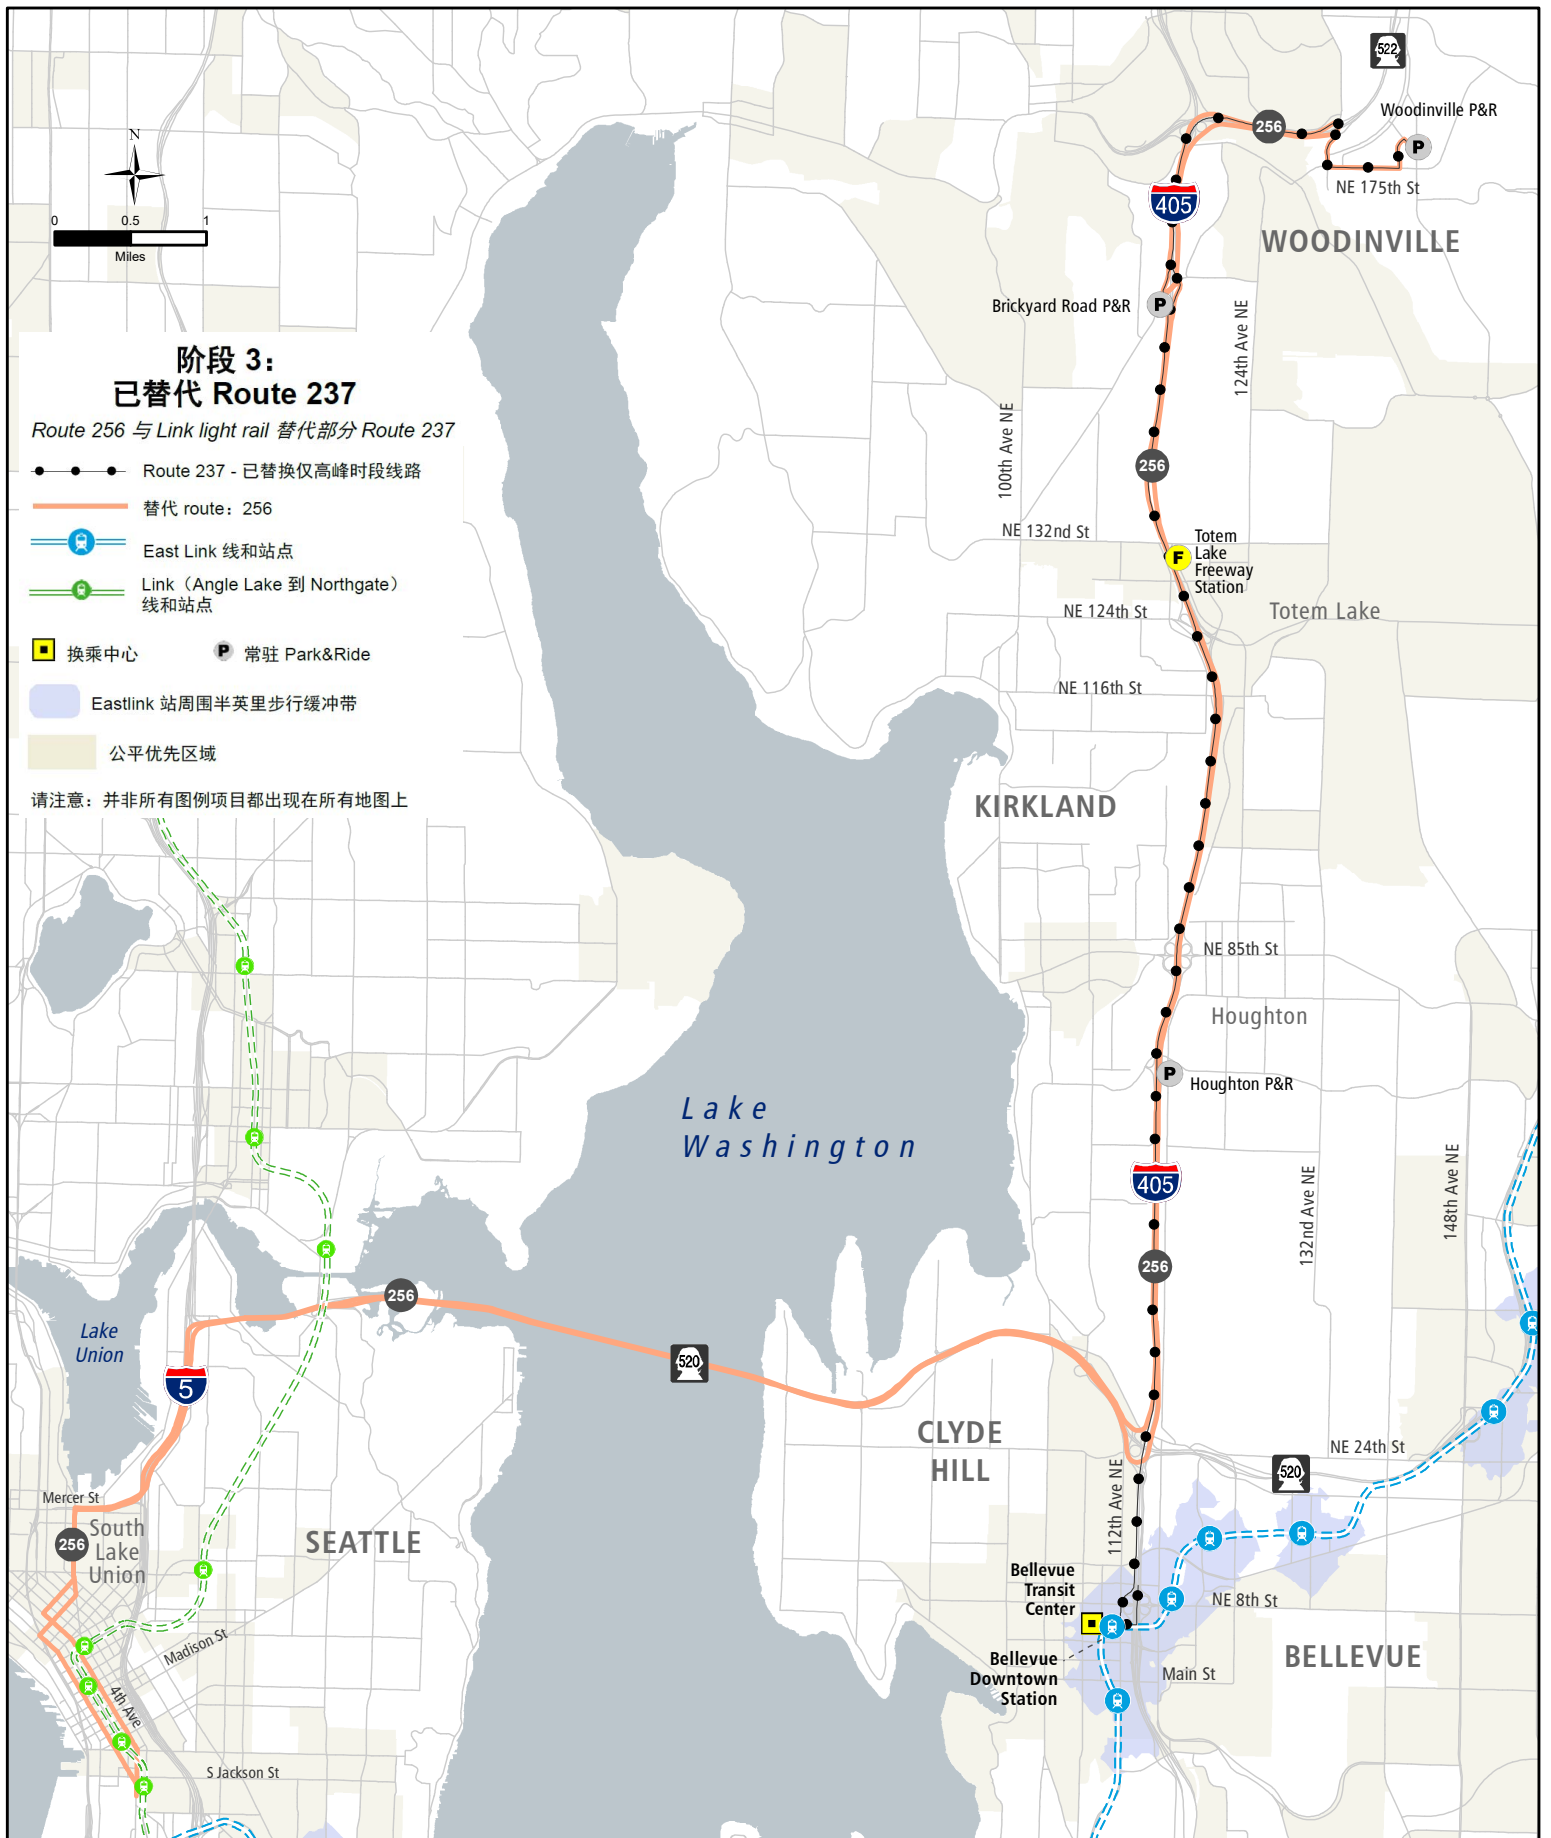 522
Woodinville P&R
256
P
NE 175th St
405
WOODINVILLE
N
0 0.5 1
Miles
Brickyard Road P&R
P
124th Ave NE
阶段 3：
已替代 Route 237
Route 256 与 Link light rail 替代部分 Route 237
Route 237 - 已替换仅高峰时段线路
替代 route：256
East Link 线和站点
Link（Angle Lake 到 Northgate）
线和站点
换乘中心
P 常驻 Park&Ride
Eastlink 站周围半英里步行缓冲带
公平优先区域
请注意：并非所有图例项目都出现在所有地图上
100th Ave NE
256
NE 132nd St
F
Totem
Lake
Freeway
Station
NE 124th St
Totem Lake
NE 116th St
KIRKLAND
NE 85th St
Houghton
P
Houghton P&R
Lake
Washington
405
132nd Ave NE
148th Ave NE
256
256
Lake
Union
5
520
CLYDE
HILL
NE 24th St
520
112th Ave NE
Mercer St
256
South
Lake
Union
SEATTLE
Bellevue
Transit
Center
NE 8th St
Madison St
Bellevue
Downtown
Station
BELLEVUE
Main St
4th Ave
S Jackson St